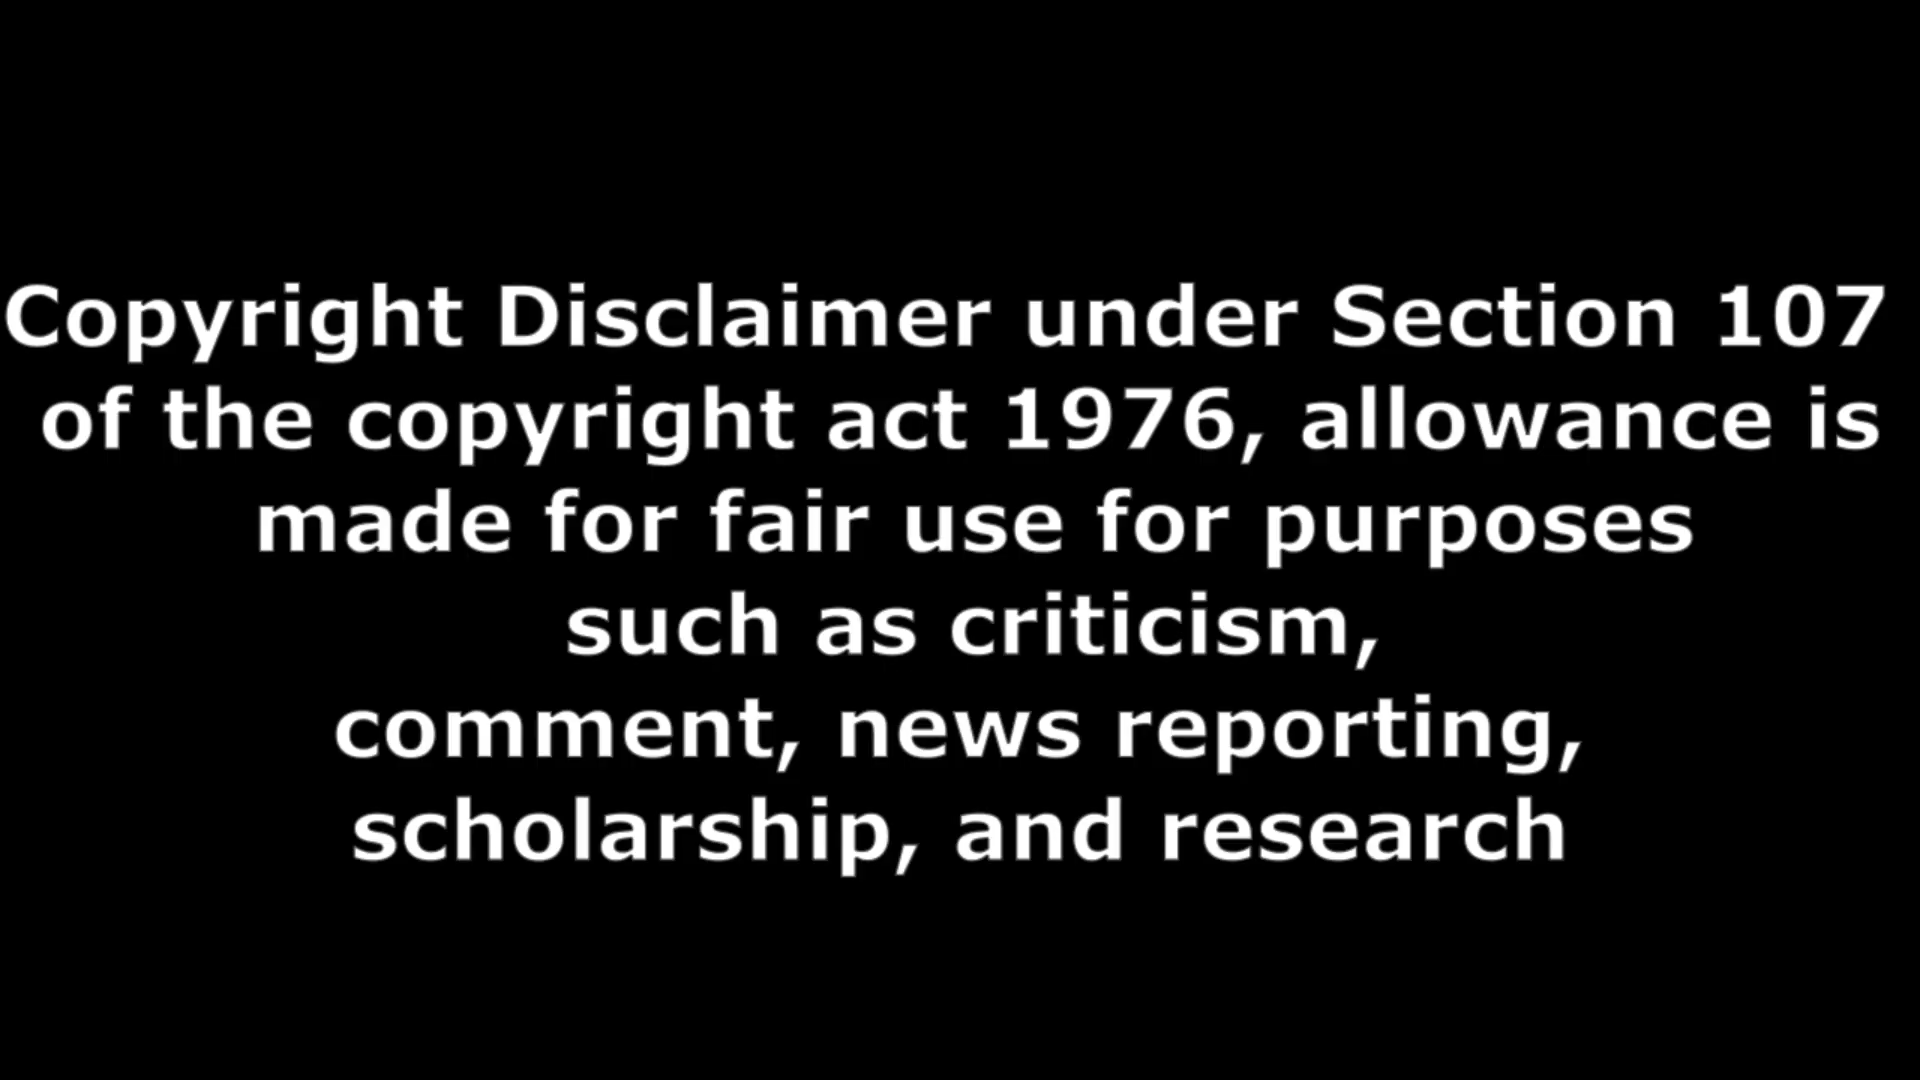 Copyright Disclaimer under Section 107
of the copyright act 1976, allowance is
made for fair use for purposes
such as criticism,
comment, news reporting,
scholarship, and research